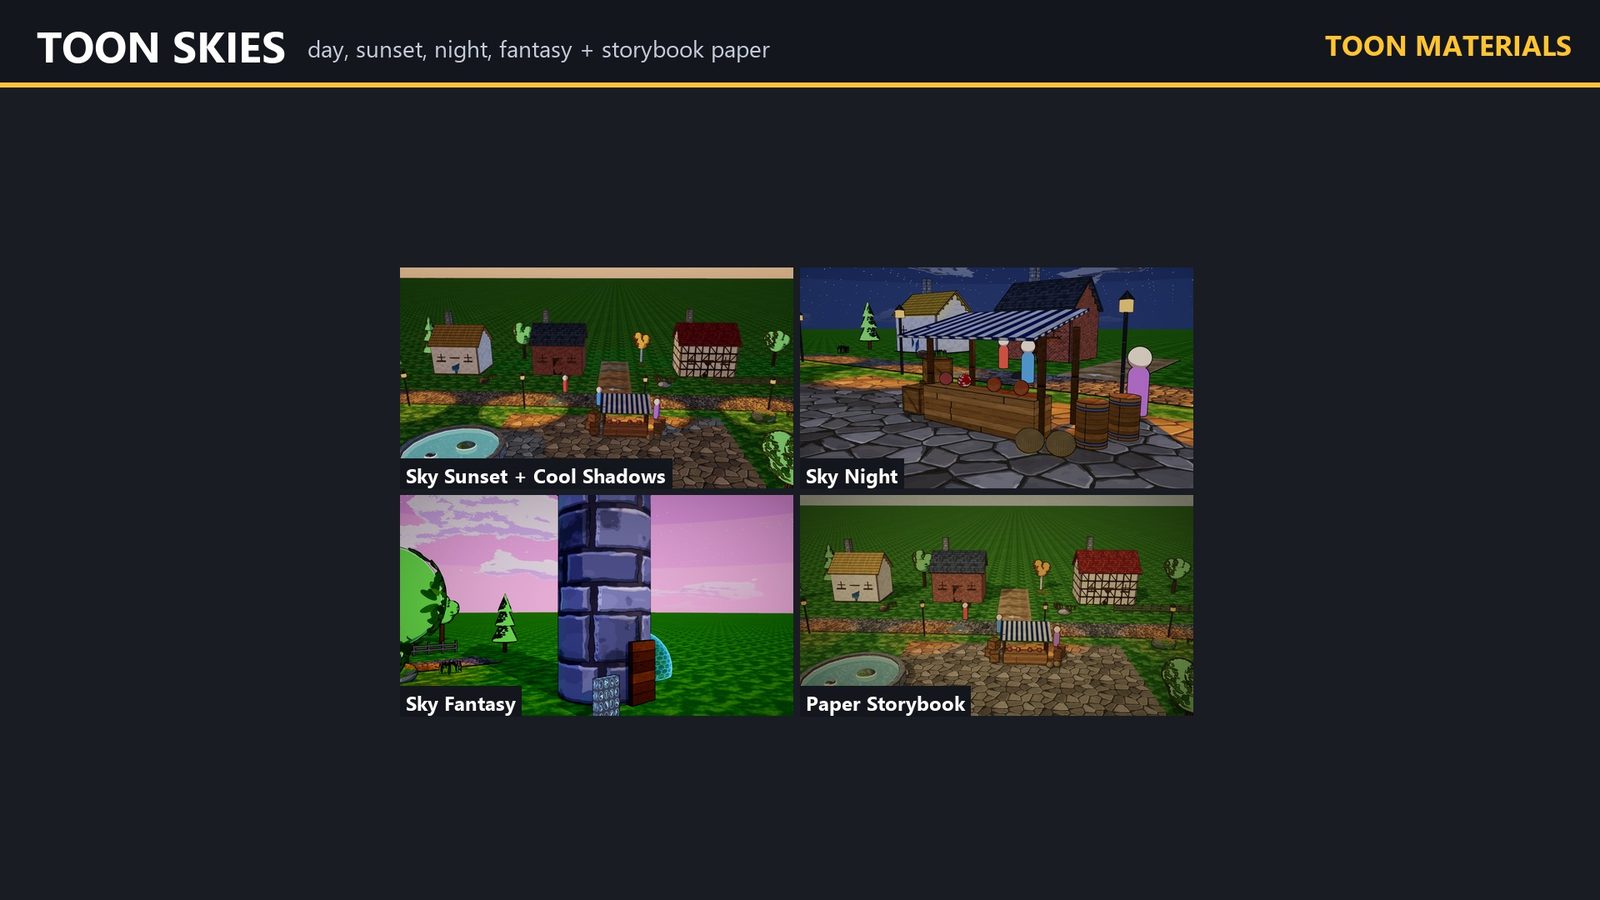 TOON SKIES
day, sunset, night, fantasy + storybook paper
TOON MATERIALS
Sky Sunset + Cool Shadows
Sky Night
Sky Fantasy
Paper Storybook